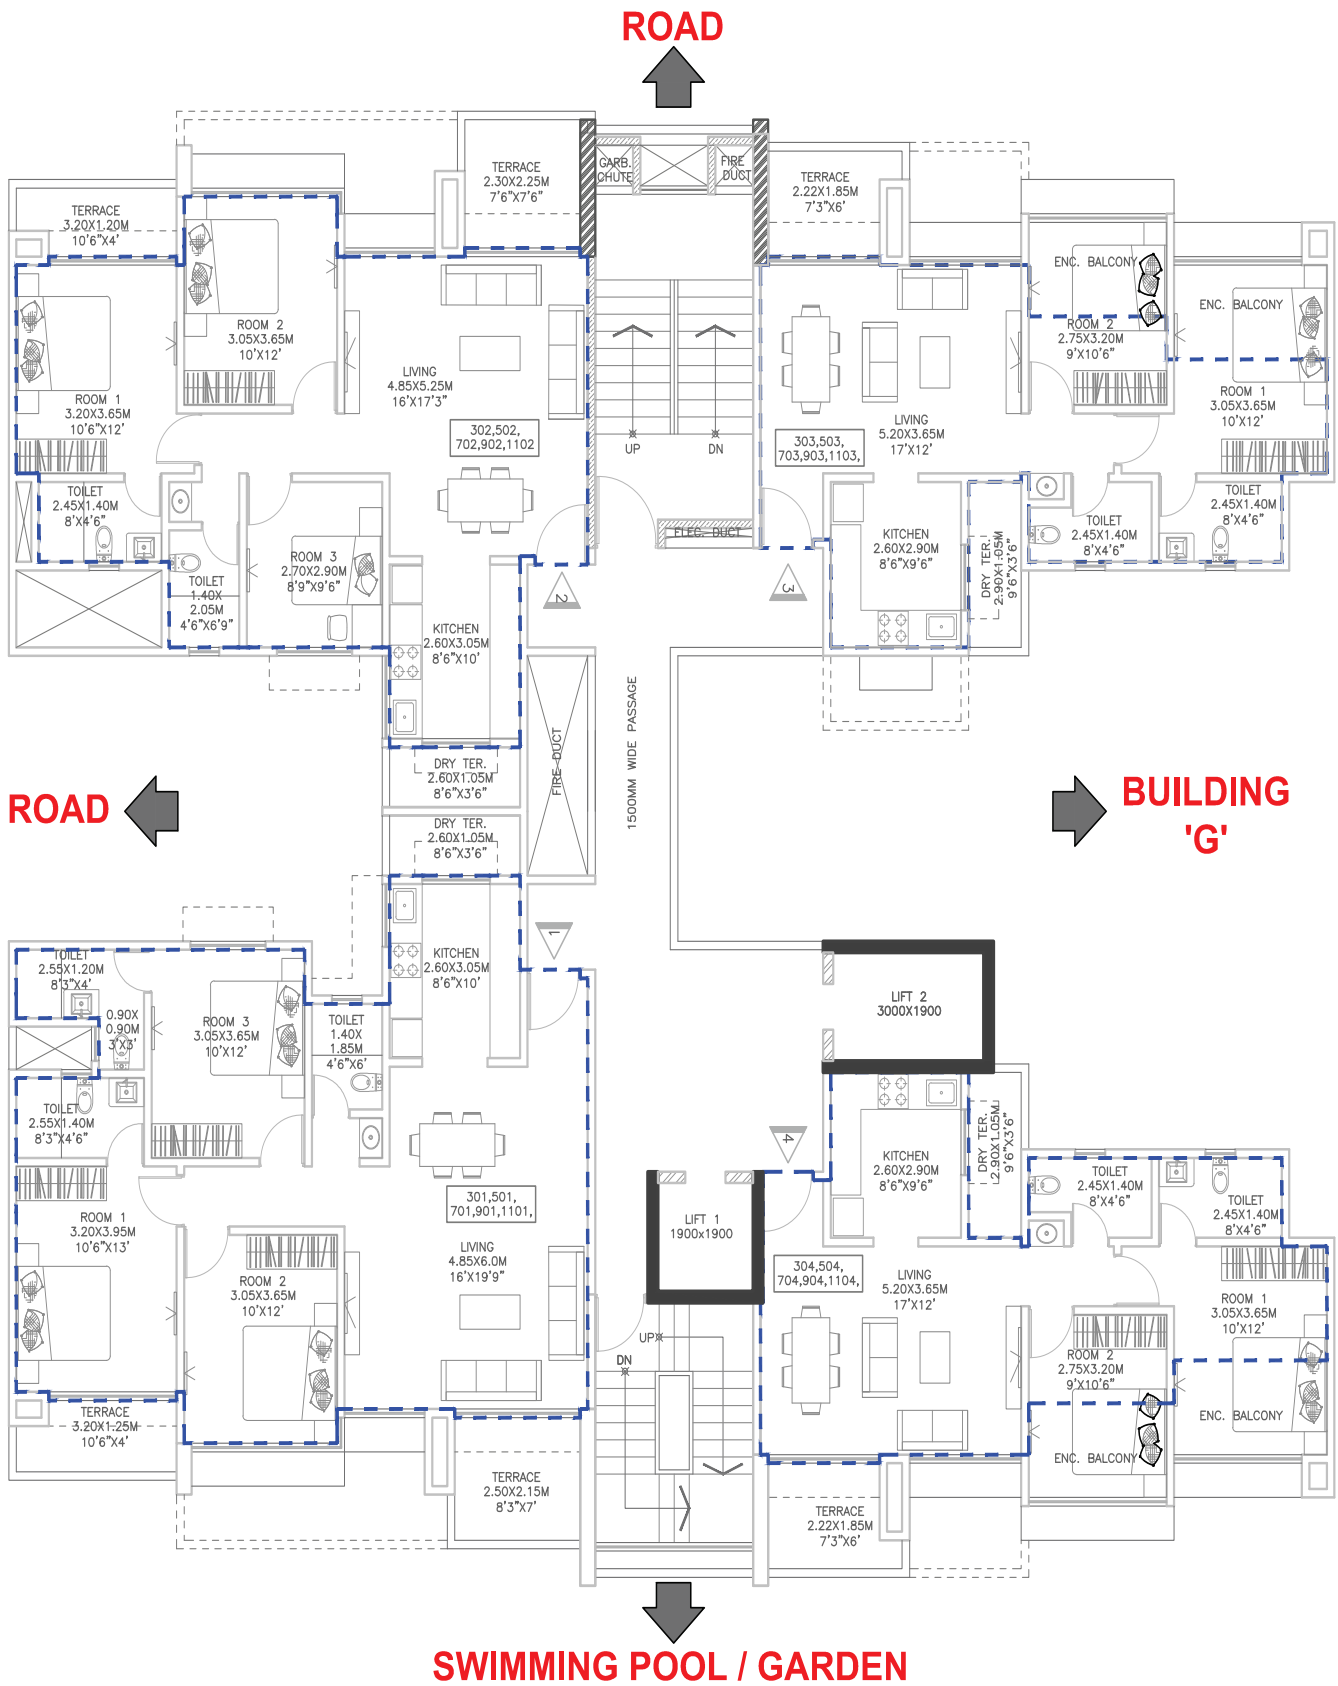 ROAD
TERRACE
2.30X2.25M
7'6"X7'6"
GARB.
CHUTE
FIRE
DUCT
TERRACE
2.22X1.85M
7'3"X6'
TERRACE
3.20X1.20M
10'6"X4'
ROOM 2
3.05X3.65M
10'X12'
LIVING
4.85X5.25M
16'X17'3"
ROOM 1
3.20X3.65M
10'6"X12'
302,502,
702,902,1102
UP
DN
ENC. BALCONY
ROOM 2
2.75X3.20M
9'X10'6"
ENC. BALCONY
ROOM 1
3.05X3.65M
10'X12'
LIVING
5.20X3.65M
17'X12'
303,503,
703,903,1103,
TOILET
2.45X1.40M
8'X4'6"
ROOM 3
2.70X2.90M
8'9"X9'6"
TOILET
1.40X
2.05M
4'6"X6'9"
ELEC. DUCT
KITCHEN
2.60X2.90M
8'6"X9'6"
DRY TER.
2.90X1.05M
9'6"X3'6"
TOILET
2.45X1.40M
8'X4'6"
TOILET
2.45X1.40M
8'X4'6"
2
3
KITCHEN
2.60X3.05M
8'6"X10'
DRY TER.
2.60X1.05M
8'6"X3'6"
FIRE DUCT
1500MM WIDE PASSAGE
ROAD
BUILDING
'G'
DRY TER.
2.60X1.05M
8'6"X3'6"
1
KITCHEN
2.60X3.05M
8'6"X10'
TOILET
2.55X1.20M
8'3"X4'
0.90X
0.90M
3'X3'
ROOM 3
3.05X3.65M
10'X12'
TOILET
1.40X
1.85M
4'6"X6'
LIFT 2
3000X1900
TOILET
2.55X1.40M
8'3"X4'6"
4
KITCHEN
2.60X2.90M
8'6"X9'6"
DRY TER.
2.90X1.05M
9'6"X3'6"
TOILET
2.45X1.40M
8'X4'6"
TOILET
2.45X1.40M
8'X4'6"
301,501,
701,901,1101,
ROOM 1
3.20X3.95M
10'6"X13'
LIVING
4.85X6.0M
16'X19'9"
LIFT 1
1900x1900
ROOM 2
3.05X3.65M
10'X12'
304,504,
704,904,1104,
LIVING
5.20X3.65M
17'X12'
ROOM 1
3.05X3.65M
10'X12'
UP
DN
ROOM 2
2.75X3.20M
9'X10'6"
ENC. BALCONY
ENC. BALCONY
TERRACE
3.20X1.25M
10'6"X4'
TERRACE
2.50X2.15M
8'3"X7'
TERRACE
2.22X1.85M
7'3"X6'
SWIMMING POOL / GARDEN